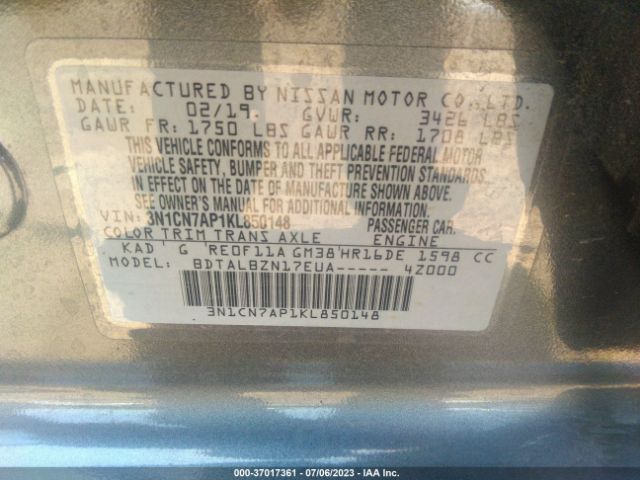 MANUFACTURED BY NISSAN MOTOR CO., LTD.
DATE: 02/19. GVWR: 3426 LBS
GAWR FR: 1750 LBS GAWR RR: 1708 LBS
THIS VEHICLE CONFORMS TO ALL APPLICABLE FEDERAL MOTOR
VEHICLE SAFETY, BUMPER AND THEFT PREVENTION STANDARDS
IN EFFECT ON THE DATE OF MANUFACTURE SHOWN ABOVE.
SEE OWNER'S MANUAL FOR MORE INFORMATION.
VIN: 3N1CN7AP1KL850148 PASSENGER CAR.
COLOR TRIM TRANS AXLE ENGINE
KAD G RE0F11A GM38 HR16DE 1598 CC
MODEL: BDTALBZN17EUA----- 4Z000
3N1CN7AP1KL850148
000-37017361 - 07/06/2023 - IAA Inc.